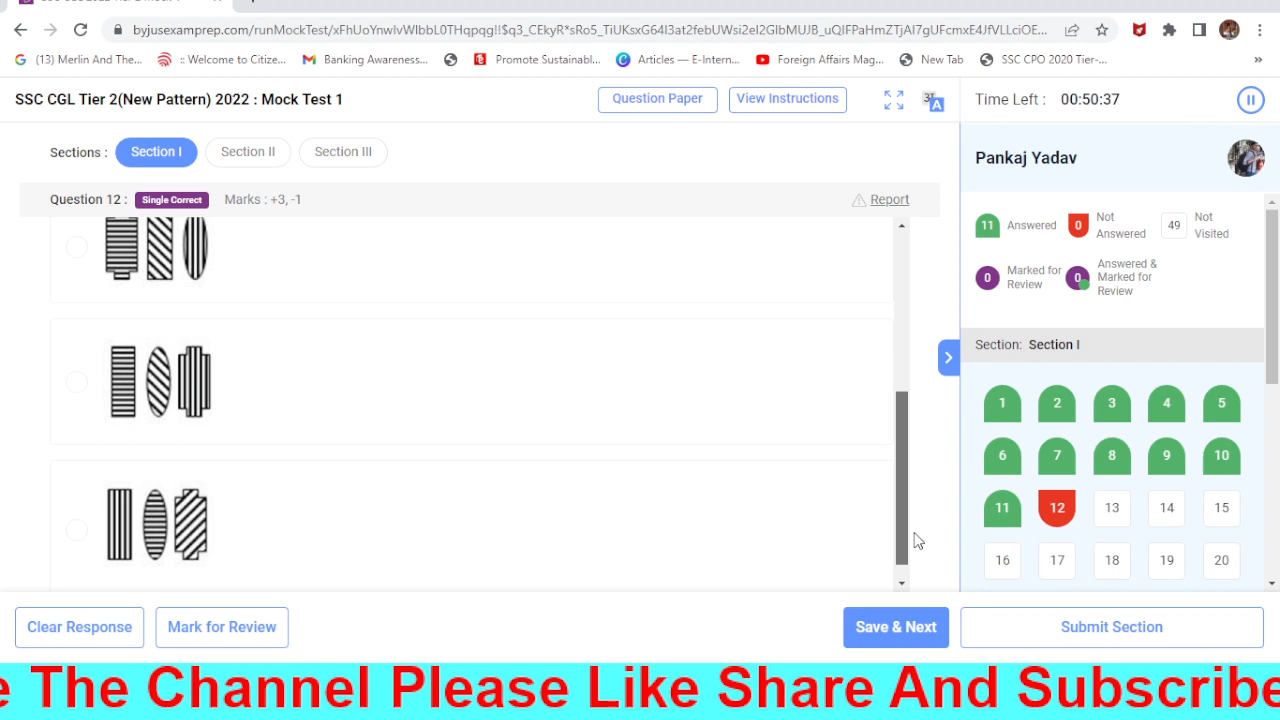 byjusexamprep.com/runMockTest/xFhUoYnwIvWlbbL0THqpqg!!$q3_CEkyR*sRo5_TiUKsxG64I3at2febUWsi2eI2GIbMUJB_uQIFPaHmZTjAI7gUFcmxE4JfVLLciOE...
(13) Merlin And The...
:: Welcome to Citize...
Banking Awareness...
Promote Sustainabl...
Articles — E-Intern...
Foreign Affairs Mag...
New Tab
SSC CPO 2020 Tier-...
»
SSC CGL Tier 2(New Pattern) 2022 : Mock Test 1
Question Paper
View Instructions
Time Left : 00:50:37
Sections : Section I Section II Section III
Pankaj Yadav
Question 12 : Single Correct Marks : +3, -1
Report
11 Answered
0 Not Answered
49 Not Visited
0 Marked for Review
0 Answered & Marked for Review
Section: Section I
1 2 3 4 5
6 7 8 9 10
11 12 13 14 15
16 17 18 19 20
Clear Response
Mark for Review
Save & Next
Submit Section
e The Channel Please Like Share And Subscribe